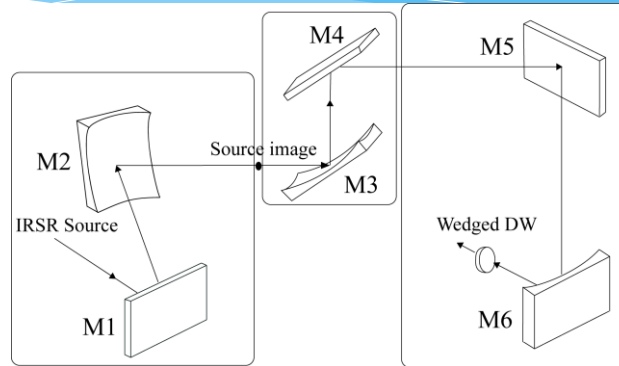 M4
M5
M2
Source image
M3
IRSR Source
Wedged DW
M1
M6